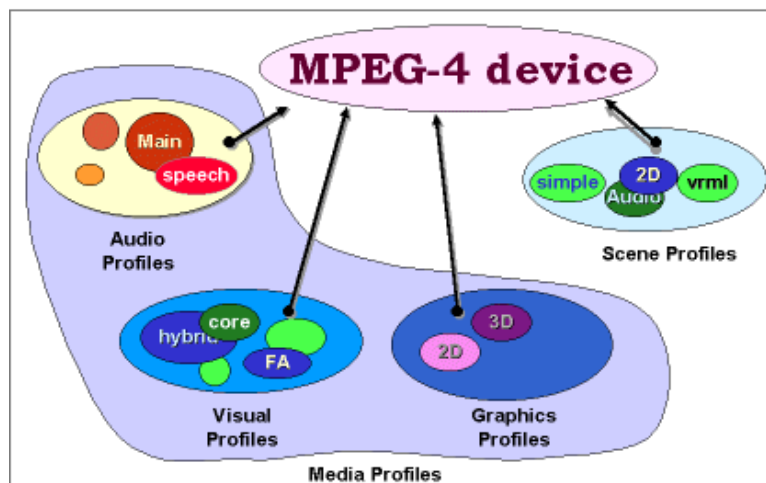 MPEG-4 device
Main
speech
Audio
Profiles
simple
2D
Audio
vrml
Scene Profiles
hybrid
core
FA
Visual
Profiles
3D
2D
Graphics
Profiles
Media Profiles